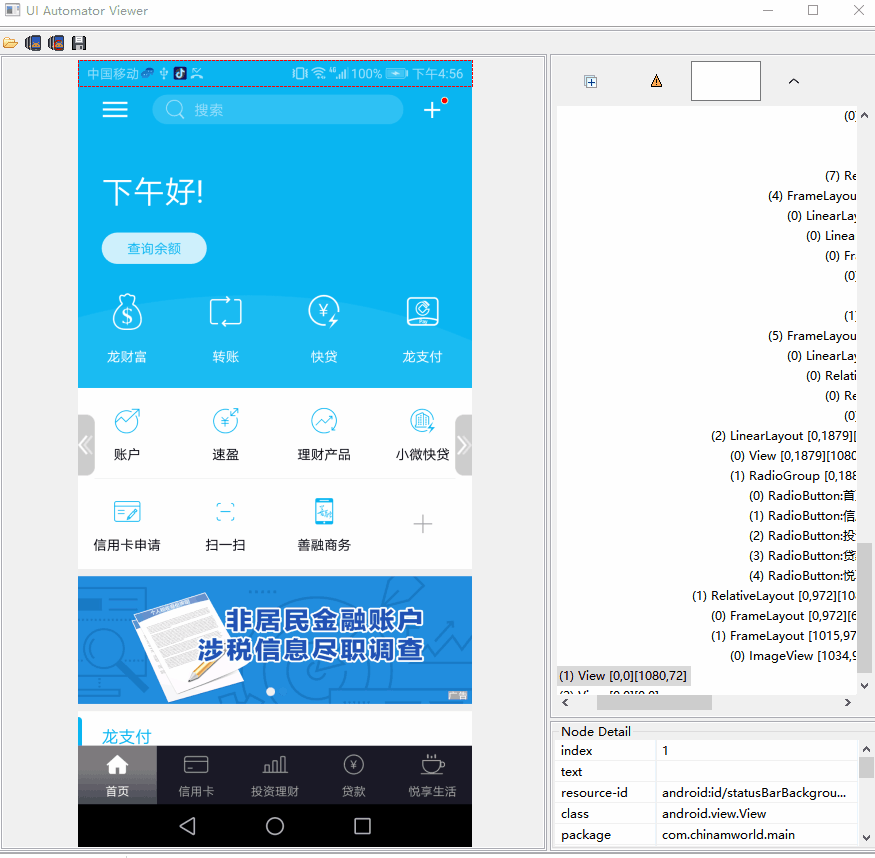 UI Automator Viewer
中国移动 4G 100% 下午4:56
搜索
下午好!
查询余额
龙财富 转账 快贷 龙支付
账户 速盈 理财产品 小微快贷
信用卡申请 扫一扫 善融商务
非居民金融账户
涉税信息尽职调查
广告
龙支付
首页 信用卡 投资理财 贷款 悦享生活
(0)
(7) Re
(4) FrameLayou
(0) LinearLay
(0) Linea
(0) Fr
(0)
(1)
(5) FrameLayou
(0) LinearLay
(0) Relati
(0) Re
(0)
(2) LinearLayout [0,1879][
(0) View [0,1879][1080
(1) RadioGroup [0,188
(0) RadioButton:首
(1) RadioButton:信
(2) RadioButton:投
(3) RadioButton:贷
(4) RadioButton:悦
(1) RelativeLayout [0,972][10
(0) FrameLayout [0,972][6
(1) FrameLayout [1015,97
(0) ImageView [1034,9
(1) View [0,0][1080,72]
(2) View [0,0][0,0]
Node Detail
index 1
text
resource-id android:id/statusBarBackgrou...
class android.view.View
package com.chinamworld.main